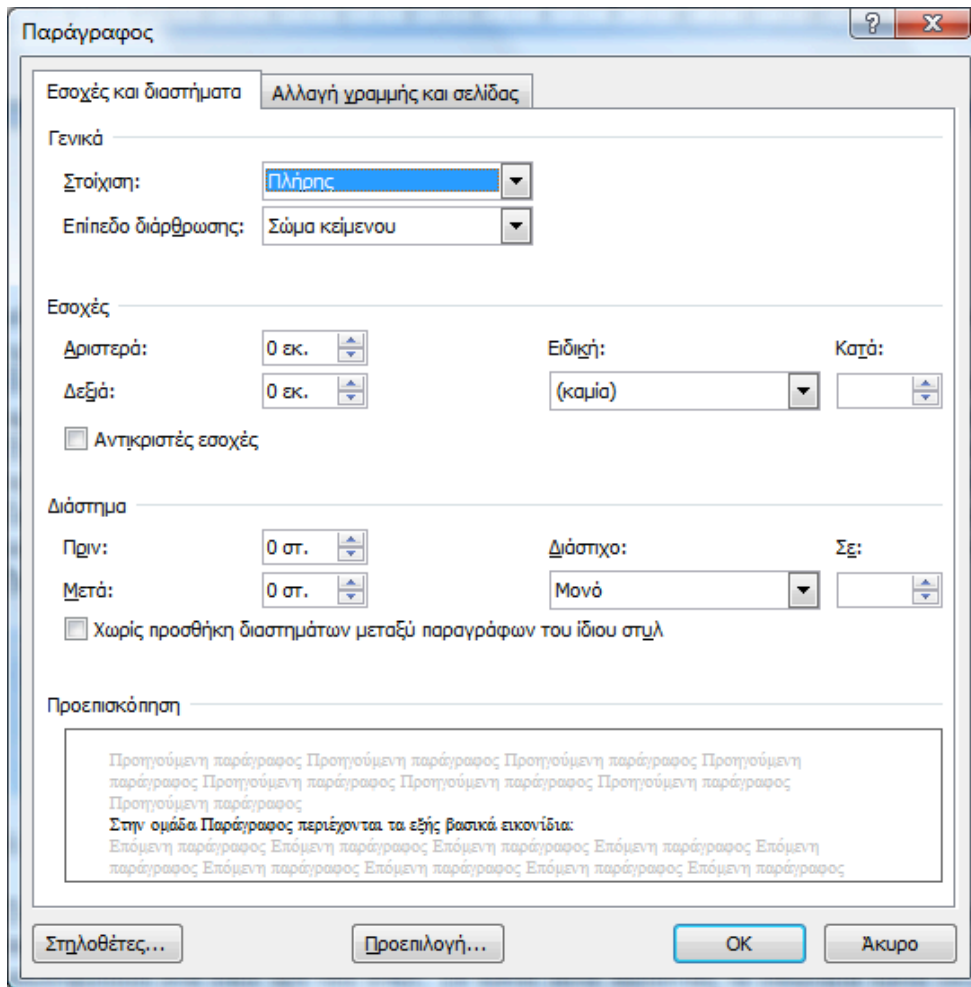 Παράγραφος
Εσοχές και διαστήματα Αλλαγή γραμμής και σελίδας
Γενικά
Στοίχιση: Πλήρης
Επίπεδο διάρθρωσης: Σώμα κείμενου
Εσοχές
Αριστερά: 0 εκ. Ειδική: Κατά:
Δεξιά: 0 εκ. (καμία)
Αντικριστές εσοχές
Διάστημα
Πριν: 0 στ. Διάστιχο: Σε:
Μετά: 0 στ. Μονό
Χωρίς προσθήκη διαστημάτων μεταξύ παραγράφων του ίδιου στυλ
Προεπισκόπηση
Προηγούμενη παράγραφος Προηγούμενη παράγραφος Προηγούμενη παράγραφος Προηγούμενη
παράγραφος Προηγούμενη παράγραφος Προηγούμενη παράγραφος Προηγούμενη παράγραφος
Προηγούμενη παράγραφος
Στην ομάδα Παράγραφος περιέχονται τα εξής βασικά εικονίδια:
Επόμενη παράγραφος Επόμενη παράγραφος Επόμενη παράγραφος Επόμενη παράγραφος Επόμενη
παράγραφος Επόμενη παράγραφος Επόμενη παράγραφος Επόμενη παράγραφος Επόμενη παράγραφος
Στηλοθέτες... Προεπιλογή... OK Άκυρο